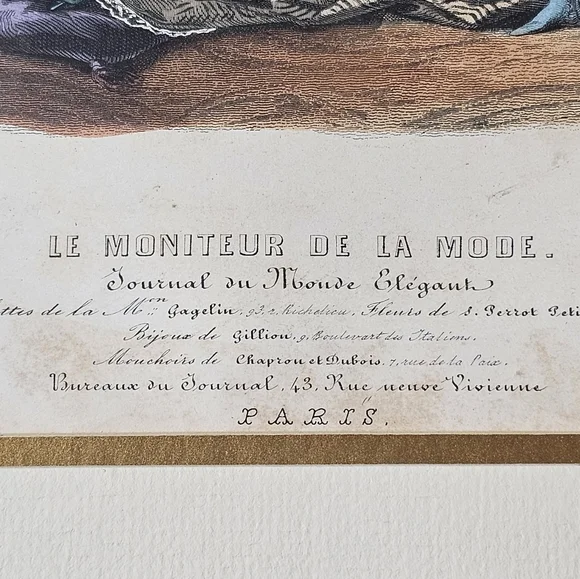 LE MONITEUR DE LA MODE.
Journal du Monde Elégant
ettes de la M.on Gagelin, 93, r. Richelieu, Fleurs de S. Perrot Peti
Bijoux de Gillion, 9, Boulevart des Italiens.
Mouchoirs de Chapron et Dubois, 7, rue de la Paix.
Bureaux du Journal, 43, Rue neuve Vivienne
PARIS.